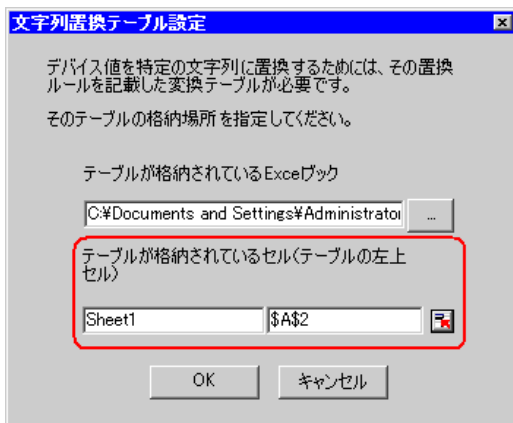 文字列置換テーブル設定
デバイス値を特定の文字列に置換するためには、その置換
ルールを記載した変換テーブルが必要です。
そのテーブルの格納場所を指定してください。
テーブルが格納されているExcelブック
C:¥Documents and Settings¥Administrator
...
テーブルが格納されているセル(テーブルの左上
セル)
Sheet1 $A$2
OK キャンセル